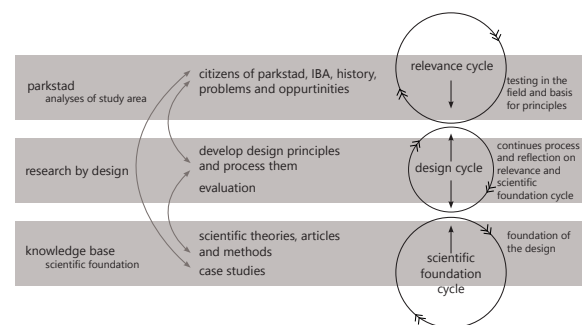 parkstad
analyses of study area
citizens of parkstad, IBA, history,
problems and oppurtinities
relevance cycle
testing in the
field and basis
for principles
research by design
develop design principles
and process them
evaluation
design cycle
continues process
and reflection on
relevance and
scientific
foundation cycle
knowledge base
scientific foundation
scientific theories, articles
and methods
case studies
scientific
foundation
cycle
foundation of
the design